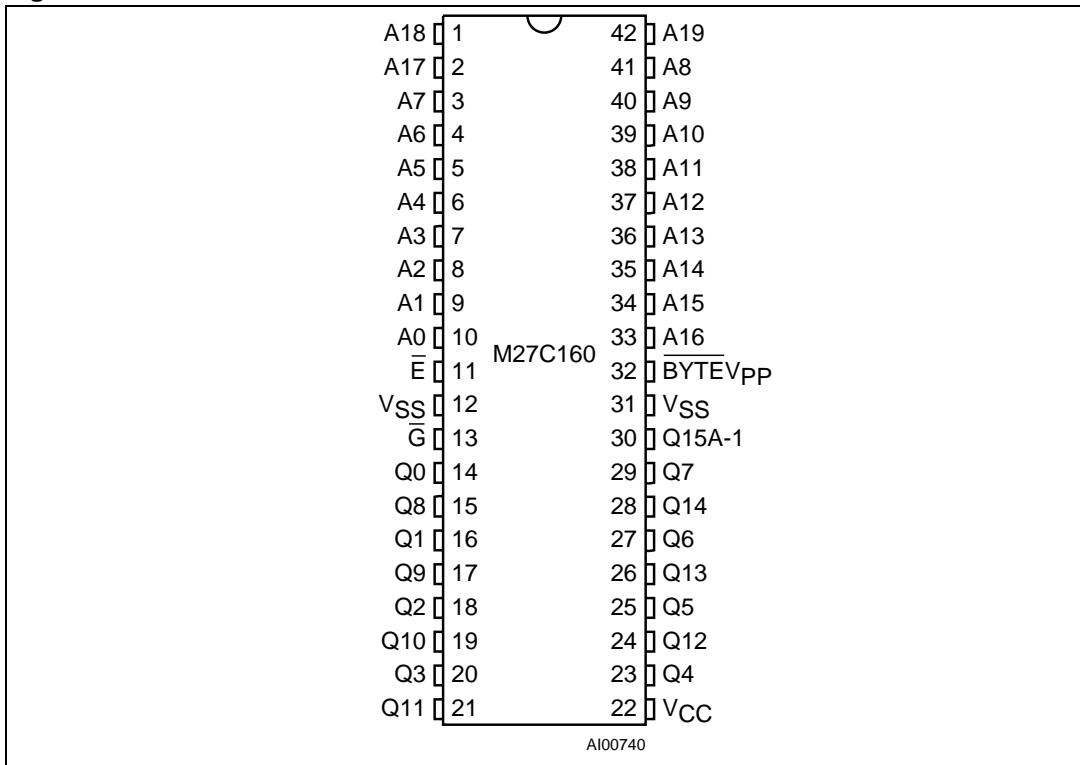 A18 1 42 A19
A17 2 41 A8
A7 3 40 A9
A6 4 39 A10
A5 5 38 A11
A4 6 37 A12
A3 7 36 A13
A2 8 35 A14
A1 9 34 A15
A0 10 33 A16
M27C160
E̅ 11 32 B̅Y̅T̅E̅VPP
VSS 12 31 VSS
G̅ 13 30 Q15A-1
Q0 14 29 Q7
Q8 15 28 Q14
Q1 16 27 Q6
Q9 17 26 Q13
Q2 18 25 Q5
Q10 19 24 Q12
Q3 20 23 Q4
Q11 21 22 VCC
AI00740